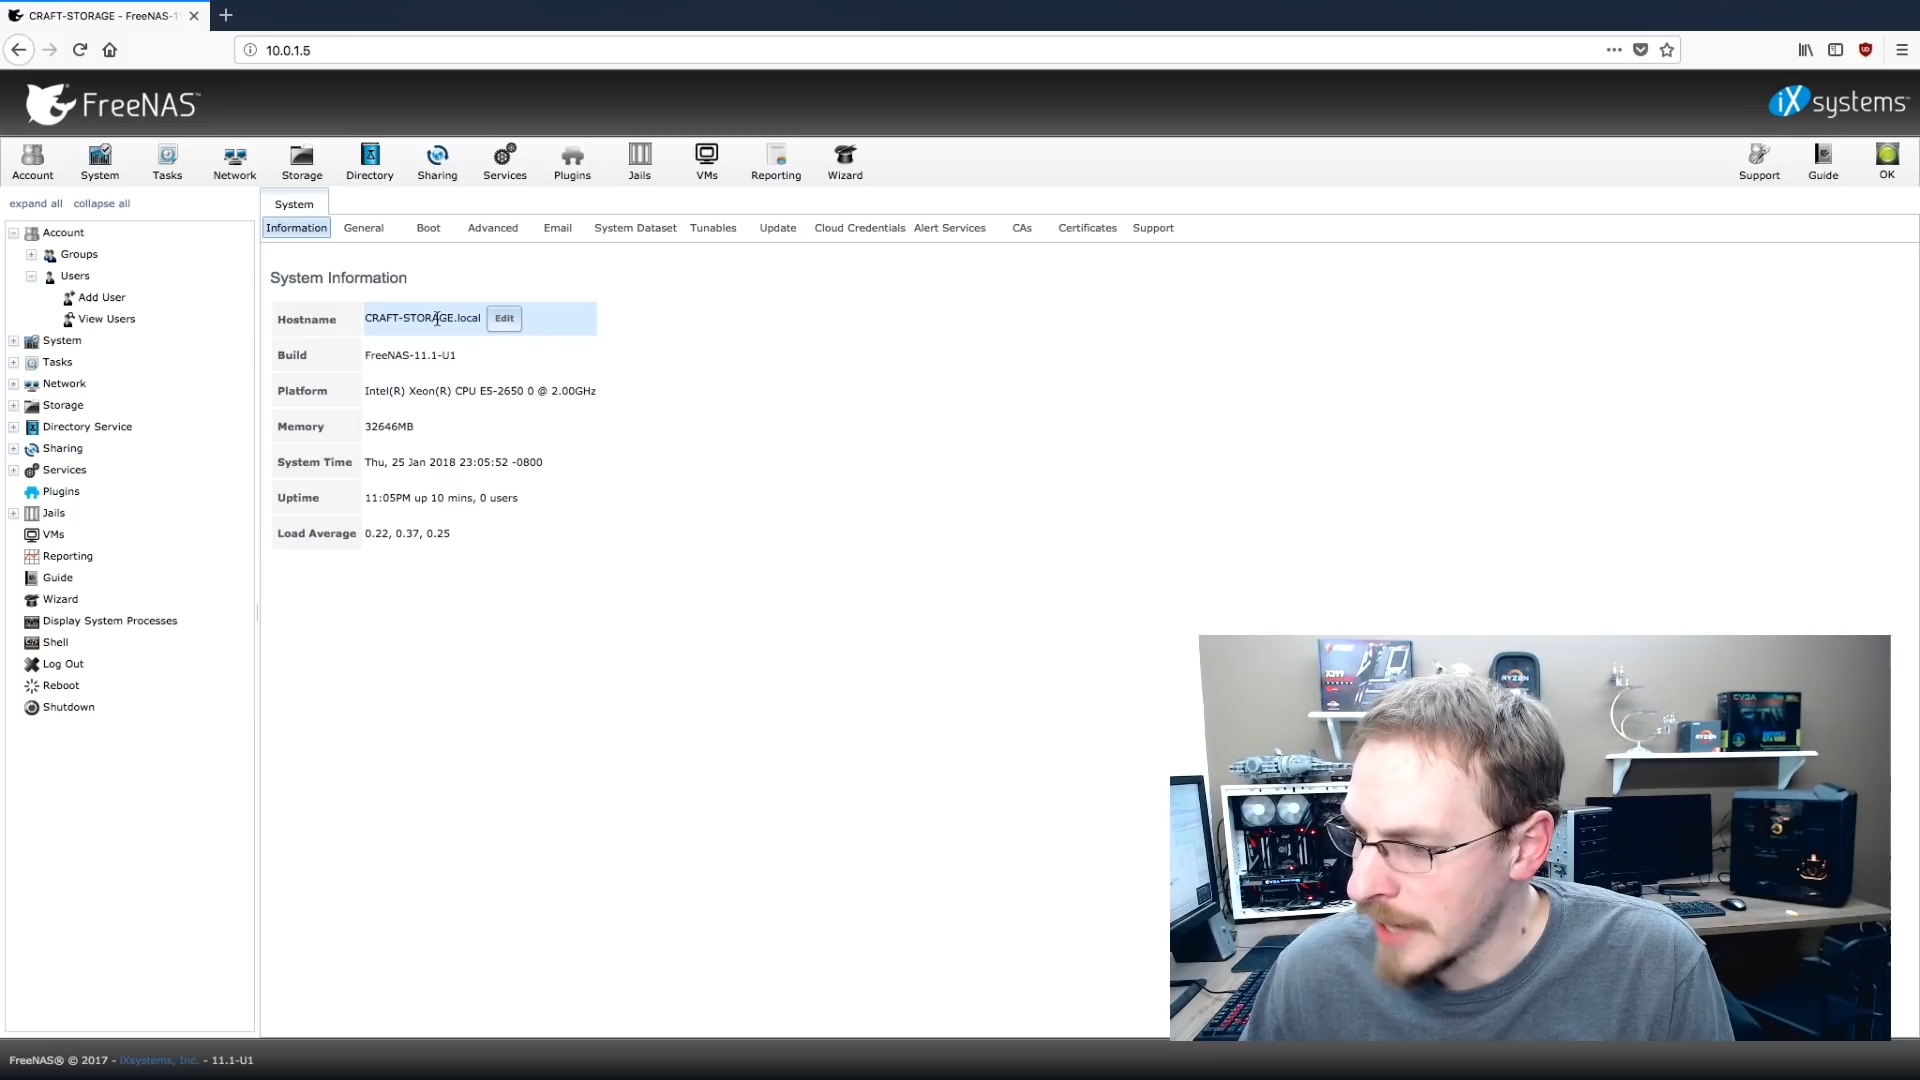 CRAFT-STORAGE - FreeNAS-1
10.0.1.5
FreeNAS™
iXsystems™
Account System Tasks Network Storage Directory Sharing Services Plugins Jails VMs Reporting Wizard Support Guide OK
expand all collapse all
System
Information General Boot Advanced Email System Dataset Tunables Update Cloud Credentials Alert Services CAs Certificates Support
Account
Groups
Users
Add User
View Users
System
Tasks
Network
Storage
Directory Service
Sharing
Services
Plugins
Jails
VMs
Reporting
Guide
Wizard
Display System Processes
Shell
Log Out
Reboot
Shutdown
System Information
Hostname CRAFT-STORAGE.local Edit
Build FreeNAS-11.1-U1
Platform Intel(R) Xeon(R) CPU E5-2650 0 @ 2.00GHz
Memory 32646MB
System Time Thu, 25 Jan 2018 23:05:52 -0800
Uptime 11:05PM up 10 mins, 0 users
Load Average 0.22, 0.37, 0.25
X399
RYZEN
EVGA
RYZEN
FreeNAS® © 2017 - iXsystems, Inc. - 11.1-U1